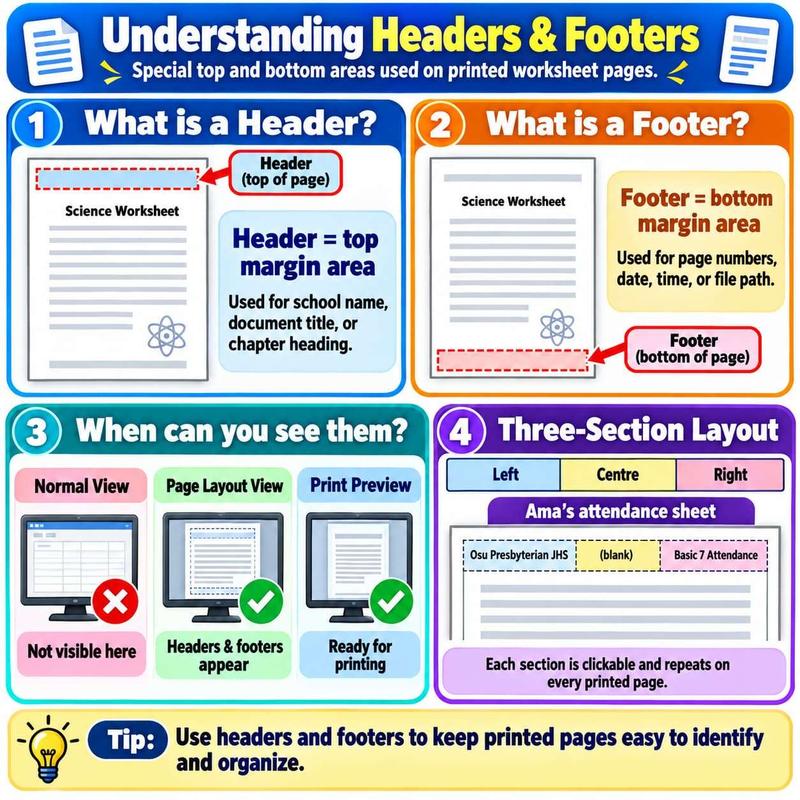 Understanding Headers & Footers
Special top and bottom areas used on printed worksheet pages.
1 What is a Header?
Header
(top of page)
Science Worksheet
Header = top
margin area
Used for school name,
document title, or
chapter heading.
2 What is a Footer?
Science Worksheet
Footer = bottom
margin area
Used for page numbers,
date, time, or file path.
Footer
(bottom of page)
3 When can you see them?
Normal View
Not visible here
Page Layout View
Headers & footers
appear
Print Preview
Ready for
printing
4 Three-Section Layout
Left Centre Right
Ama's attendance sheet
Osu Presbyterian JHS (blank) Basic 7 Attendance
Each section is clickable and repeats on
every printed page.
Tip: Use headers and footers to keep printed pages easy to identify
and organize.